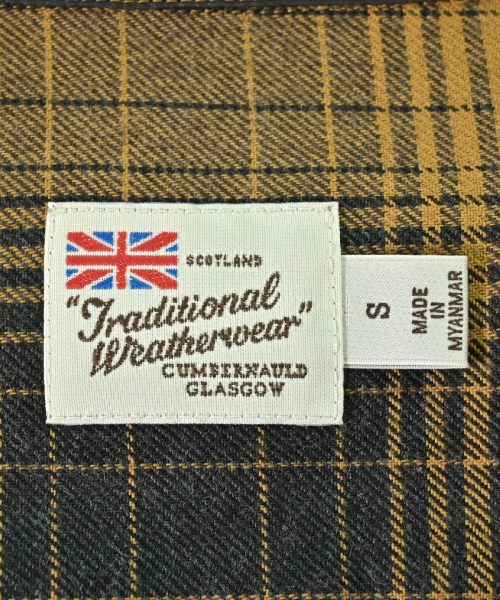 SCOTLAND
"Traditional
Weatherwear"
CUMBERNAULD
GLASGOW
S
MADE
IN
MYANMAR